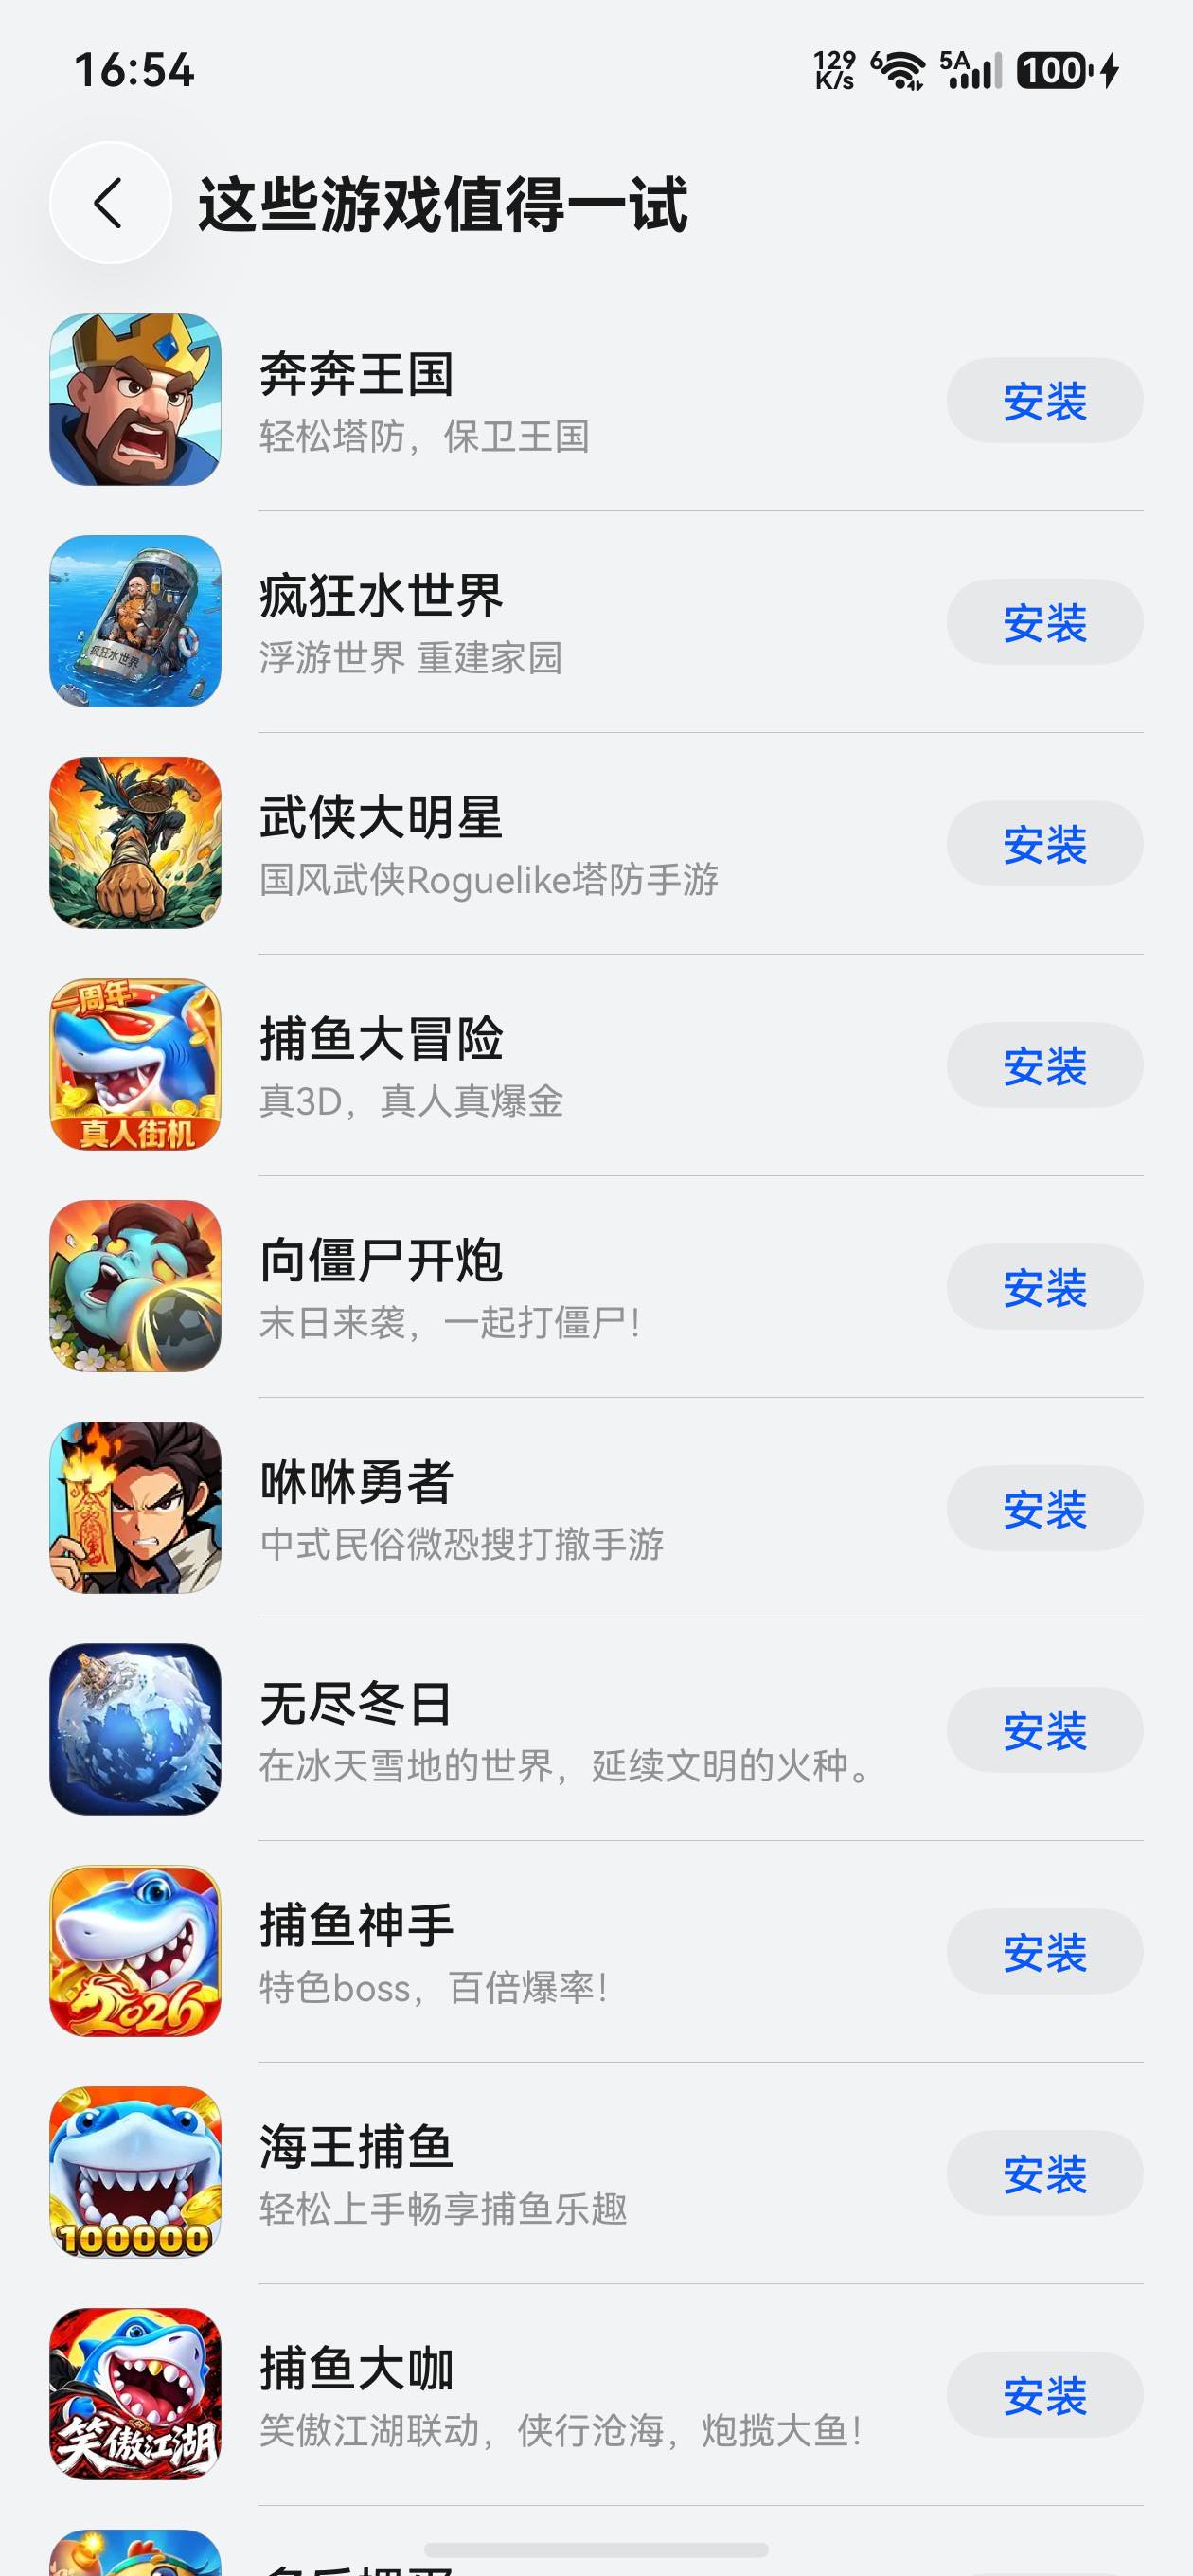 16:54
129
K/s
6
5A
100
这些游戏值得一试
奔奔王国
轻松塔防，保卫王国
安装
疯狂水世界
疯狂水世界
浮游世界 重建家园
安装
武侠大明星
国风武侠Roguelike塔防手游
安装
一周年
真人街机
捕鱼大冒险
真3D，真人真爆金
安装
向僵尸开炮
末日来袭，一起打僵尸！
安装
咻咻勇者
中式民俗微恐搜打撤手游
安装
无尽冬日
在冰天雪地的世界，延续文明的火种。
安装
2026
捕鱼神手
特色boss，百倍爆率！
安装
100000
海王捕鱼
轻松上手畅享捕鱼乐趣
安装
笑傲江湖
捕鱼大咖
笑傲江湖联动，侠行沧海，炮揽大鱼！
安装